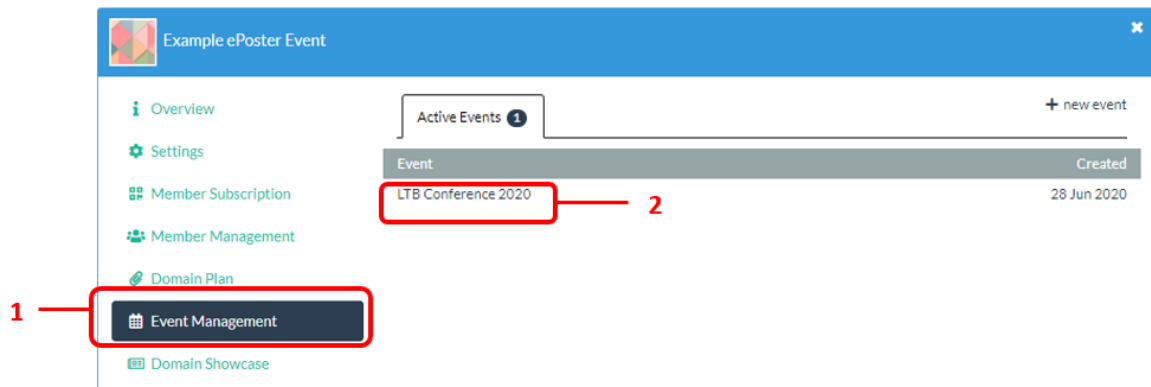 Example ePoster Event
Overview
Settings
Member Subscription
Member Management
Domain Plan
1
Event Management
Domain Showcase
Active Events 1
+ new event
Event Created
LTB Conference 2020 28 Jun 2020
2